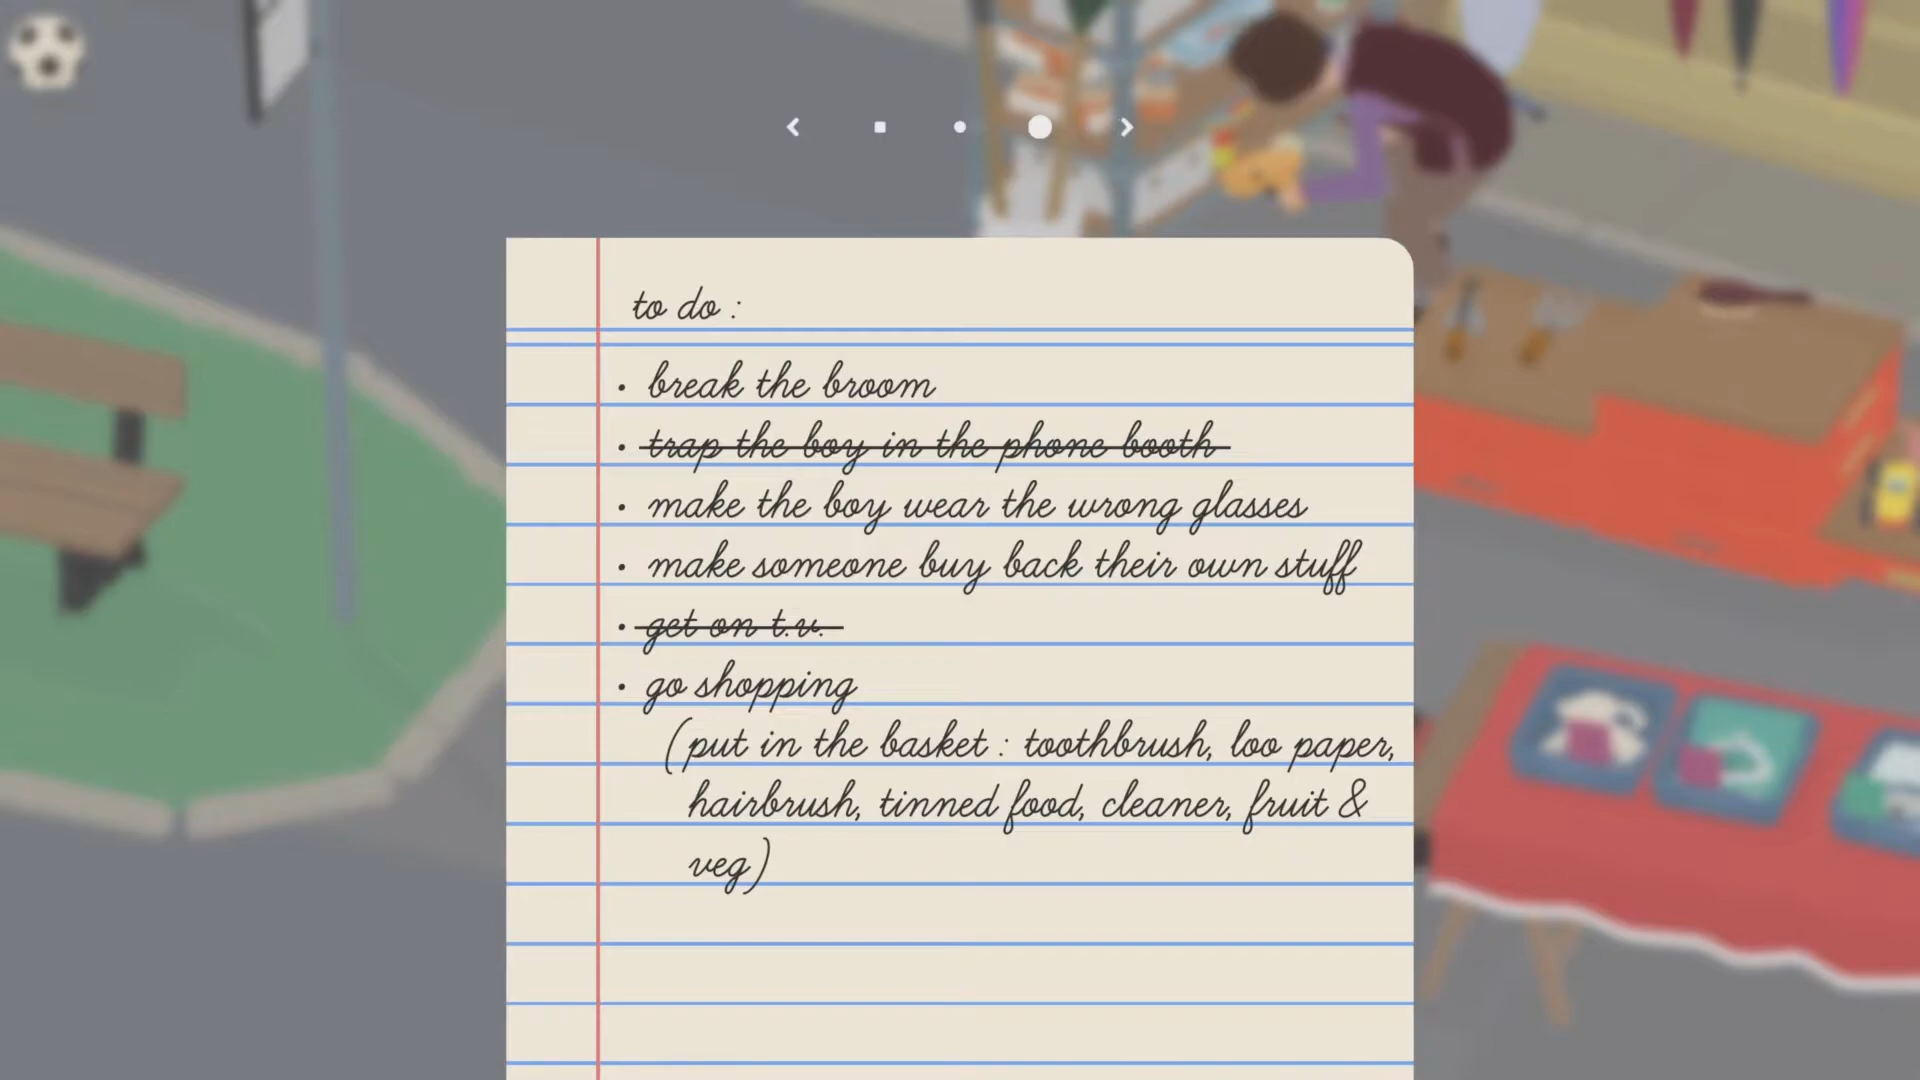 to do :
• break the broom
• trap the boy in the phone booth
• make the boy wear the wrong glasses
• make someone buy back their own stuff
• get on t.v.
• go shopping
(put in the basket : toothbrush, loo paper,
hairbrush, tinned food, cleaner, fruit &
veg)